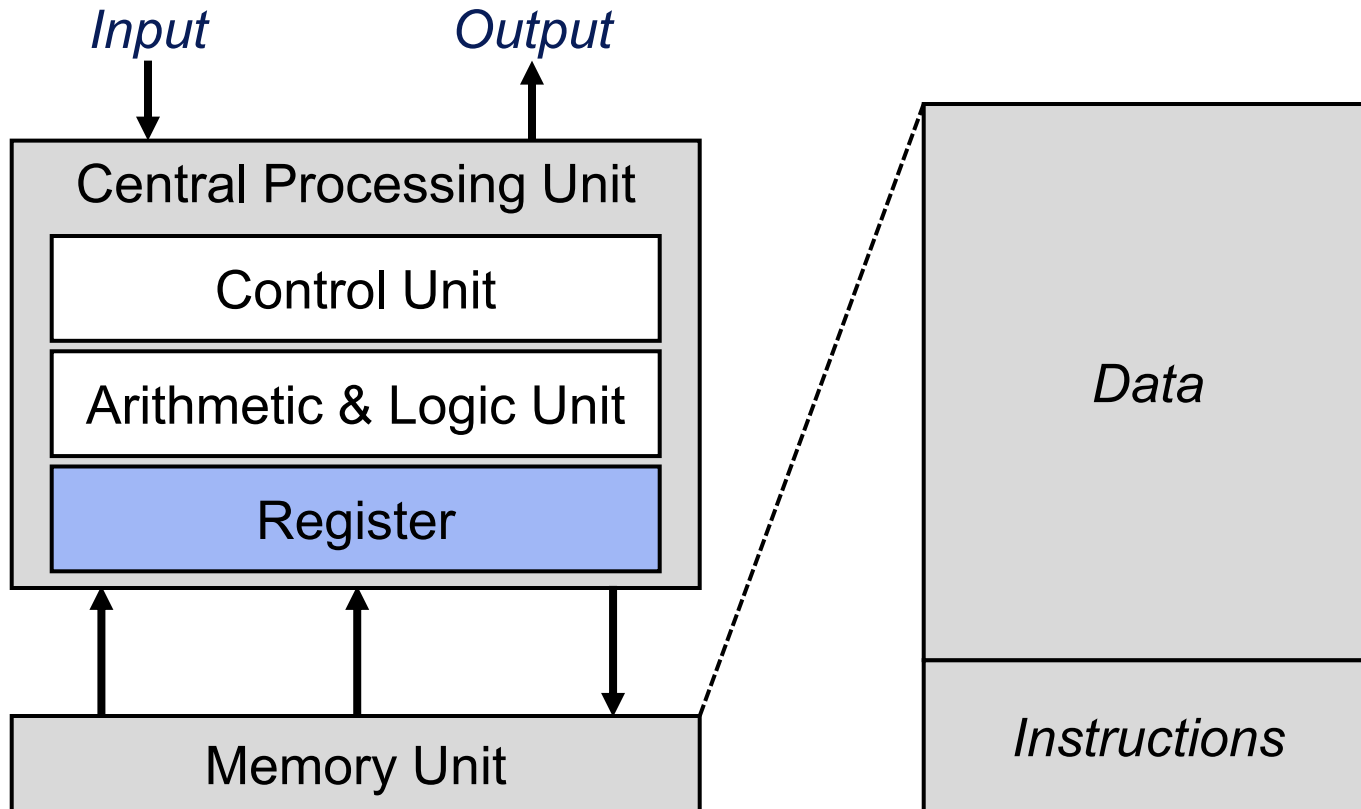 Input
Output
Central Processing Unit
Control Unit
Arithmetic & Logic Unit
Register
Memory Unit
Data
Instructions